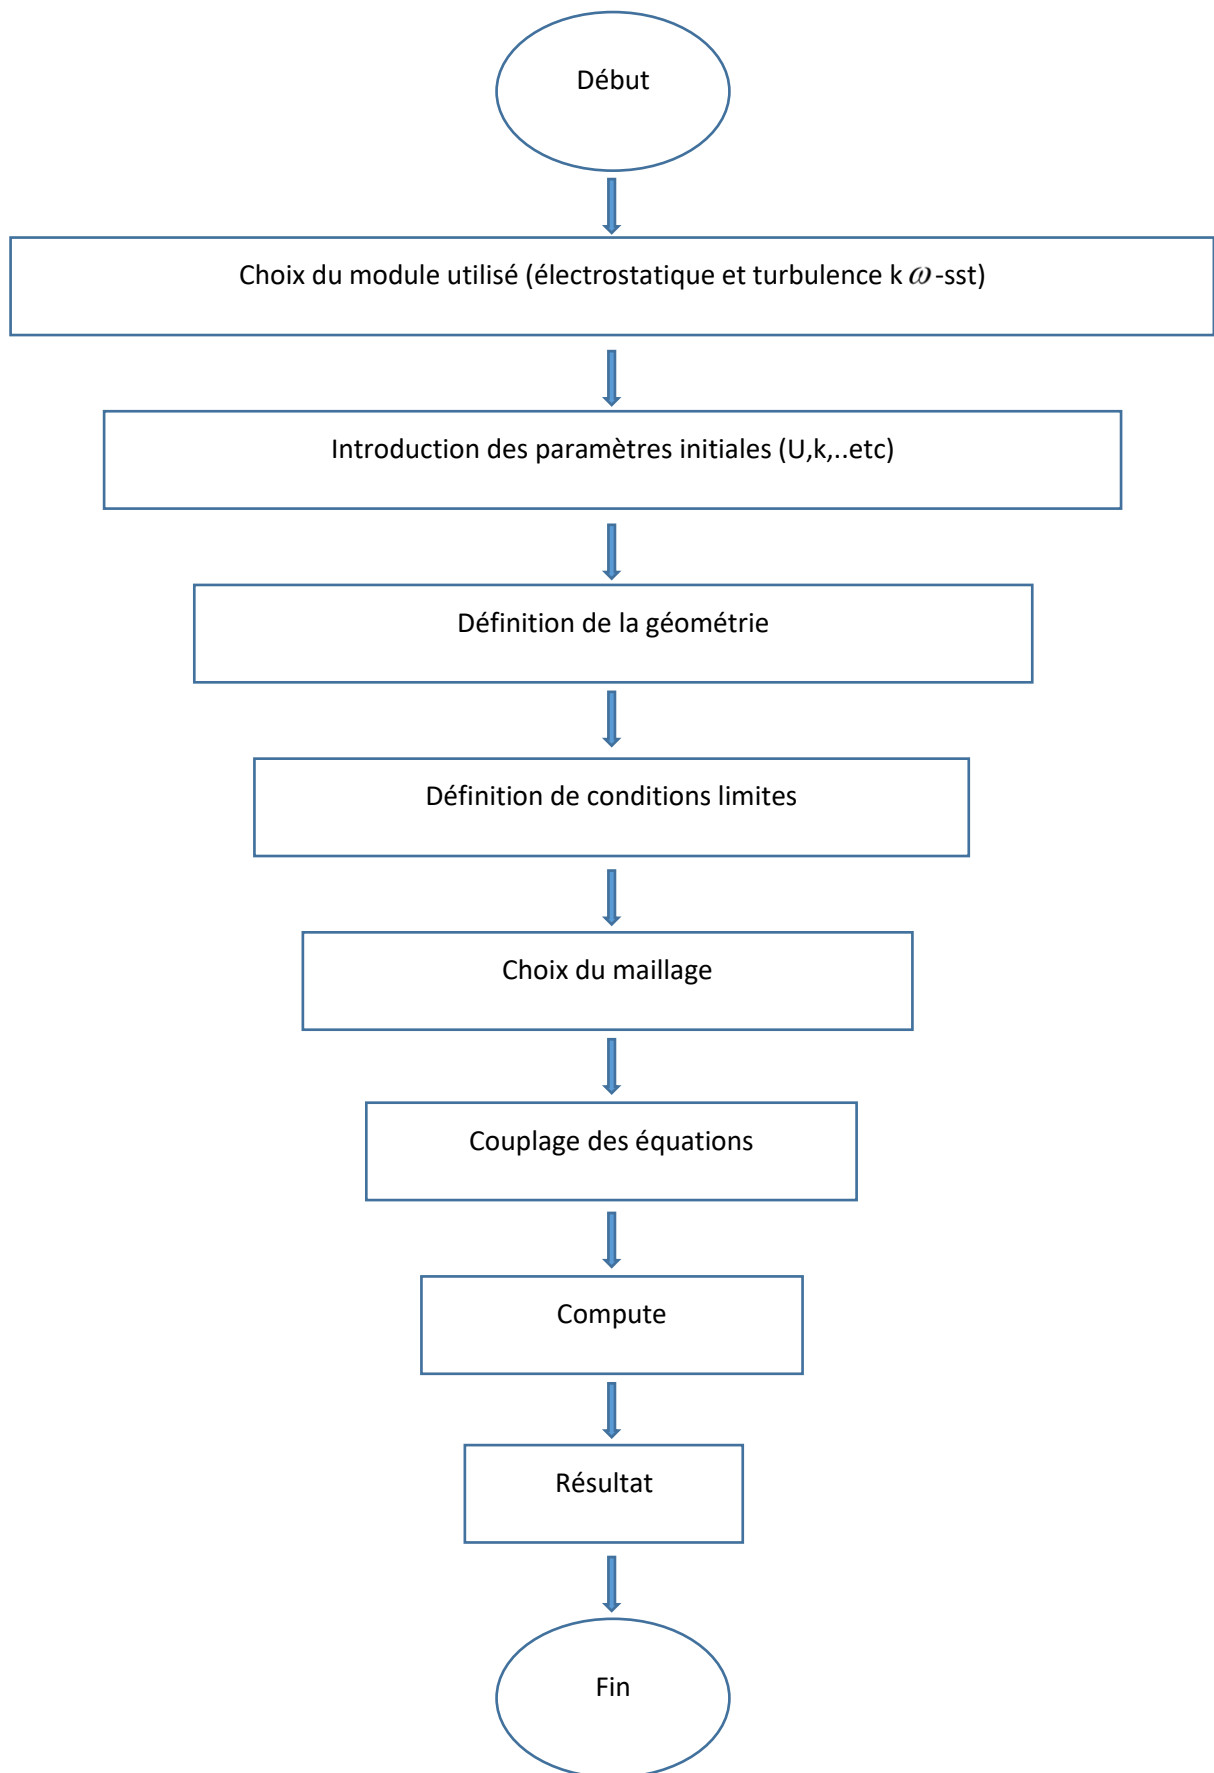 Début
Choix du module utilisé (électrostatique et turbulence k ω -sst)
Introduction des paramètres initiales (U,k,..etc)
Définition de la géométrie
Définition de conditions limites
Choix du maillage
Couplage des équations
Compute
Résultat
Fin